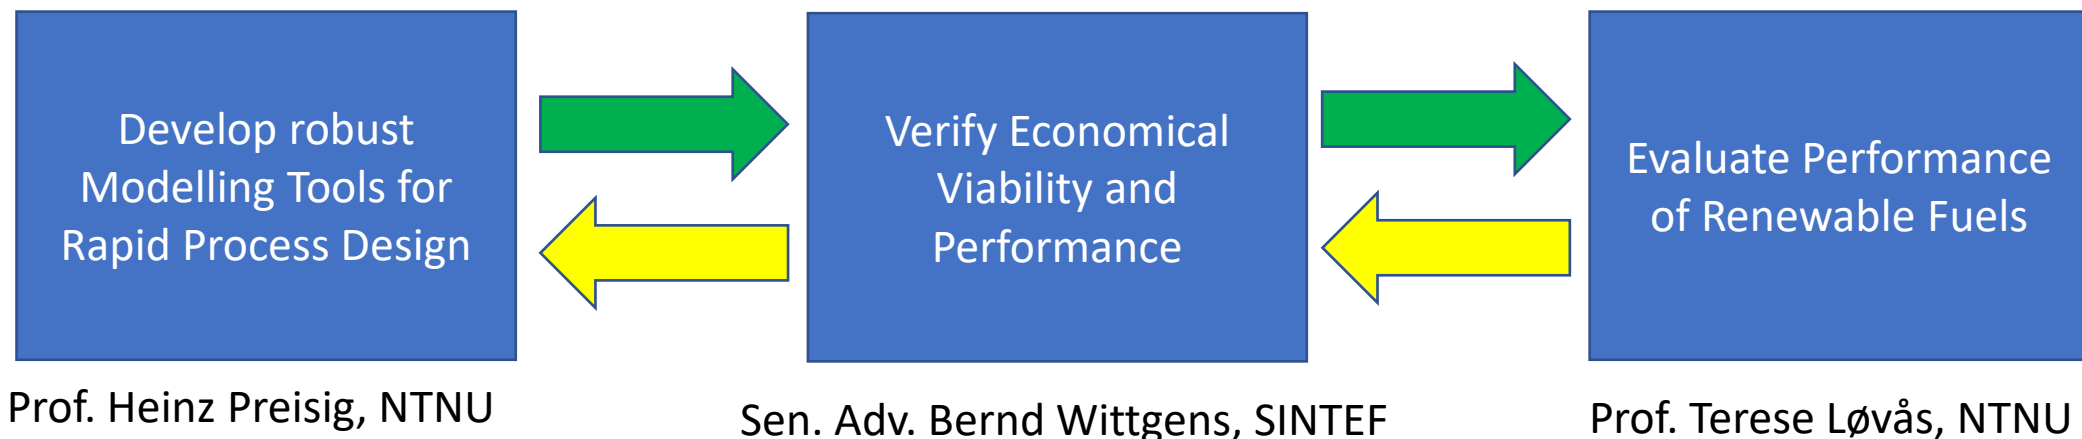 Develop robust
Modelling Tools for
Rapid Process Design
Verify Economical
Viability and
Performance
Evaluate Performance
of Renewable Fuels
Prof. Heinz Preisig, NTNU
Sen. Adv. Bernd Wittgens, SINTEF
Prof. Terese Løvås, NTNU